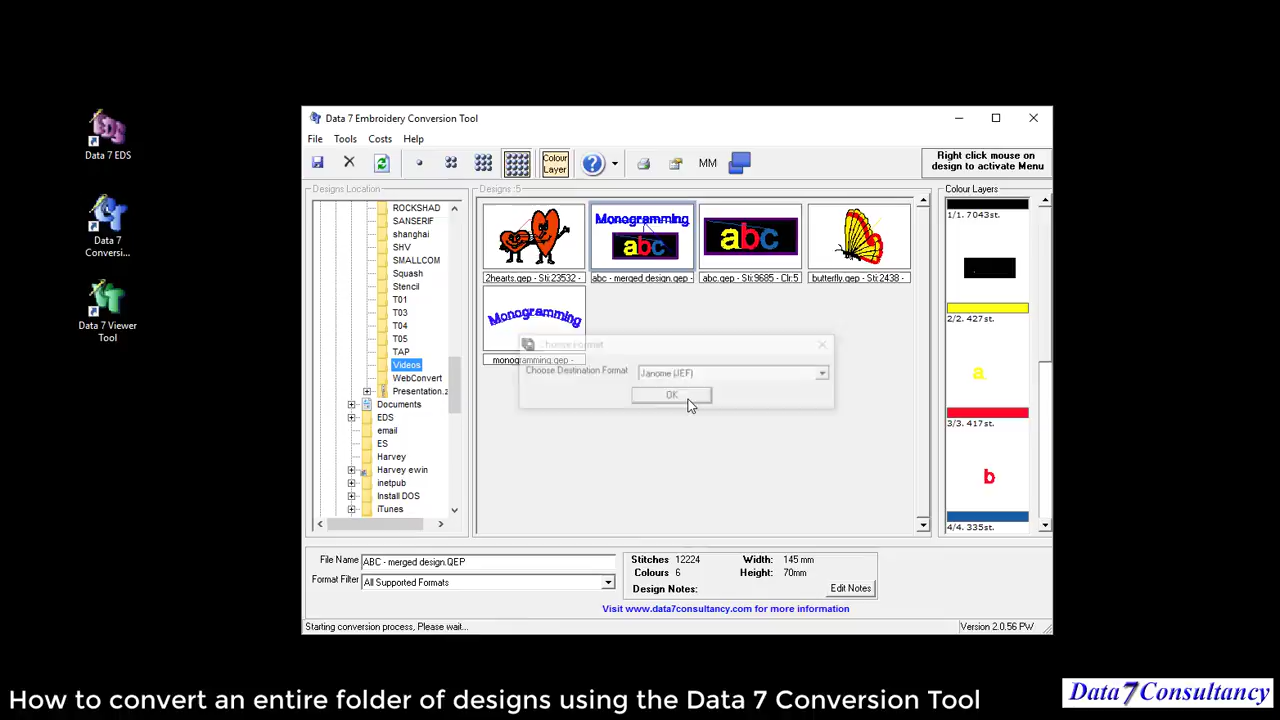 Data 7 EDS
Data 7
Conversi...
Data 7 Viewer
Tool
Data 7 Embroidery Conversion Tool
File Tools Costs Help
Colour
Layer
MM
Right click mouse on
design to activate Menu
Designs Location
ROCKSHAD
SANSERIF
shanghai
SHV
SMALLCOM
Squash
Stencil
T01
T03
T04
T05
TAP
Videos
WebConvert
Presentation.z
Documents
EDS
email
ES
Harvey
Harvey ewin
inetpub
Install DOS
iTunes
Designs :5
Monogramming
abc
abc
2hearts.qep - Sti:23532 -
abc - merged design.qep -
abc.qep - Sti:9685 - Clr:5
butterfly.qep - Sti:2438 -
Monogramming
monogramming.qep -
Choose Format
Choose Destination Format
Janome (JEF)
OK
Colour Layers
1/1. 7043st.
2/2. 427st.
a
3/3. 417st.
b
4/4. 335st.
File Name ABC - merged design.QEP
Format Filter All Supported Formats
Stitches 12224 Width: 145 mm
Colours 6 Height: 70mm
Design Notes: Edit Notes
Visit www.data7consultancy.com for more information
Starting conversion process, Please wait...
Version 2.0.56 PW
How to convert an entire folder of designs using the Data 7 Conversion Tool
Data7Consultancy